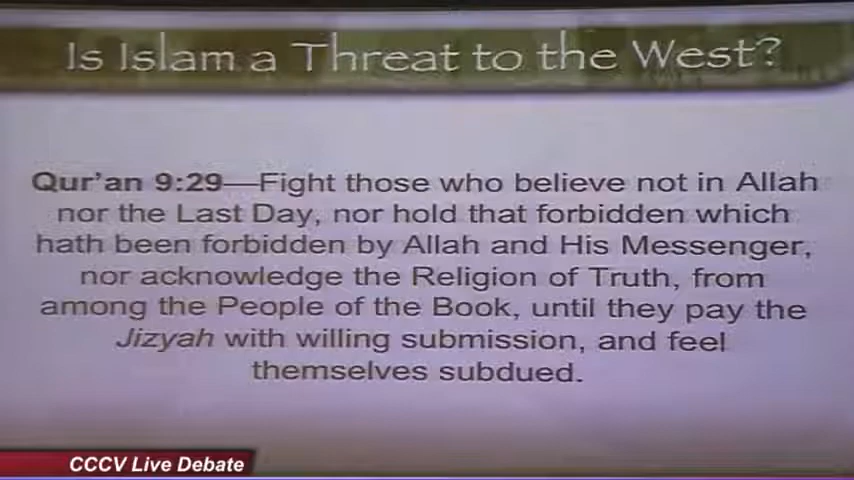 Is Islam a Threat to the West?
Qur'an 9:29—Fight those who believe not in Allah
nor the Last Day, nor hold that forbidden which
hath been forbidden by Allah and His Messenger,
nor acknowledge the Religion of Truth, from
among the People of the Book, until they pay the
Jizyah with willing submission, and feel
themselves subdued.
CCCV Live Debate